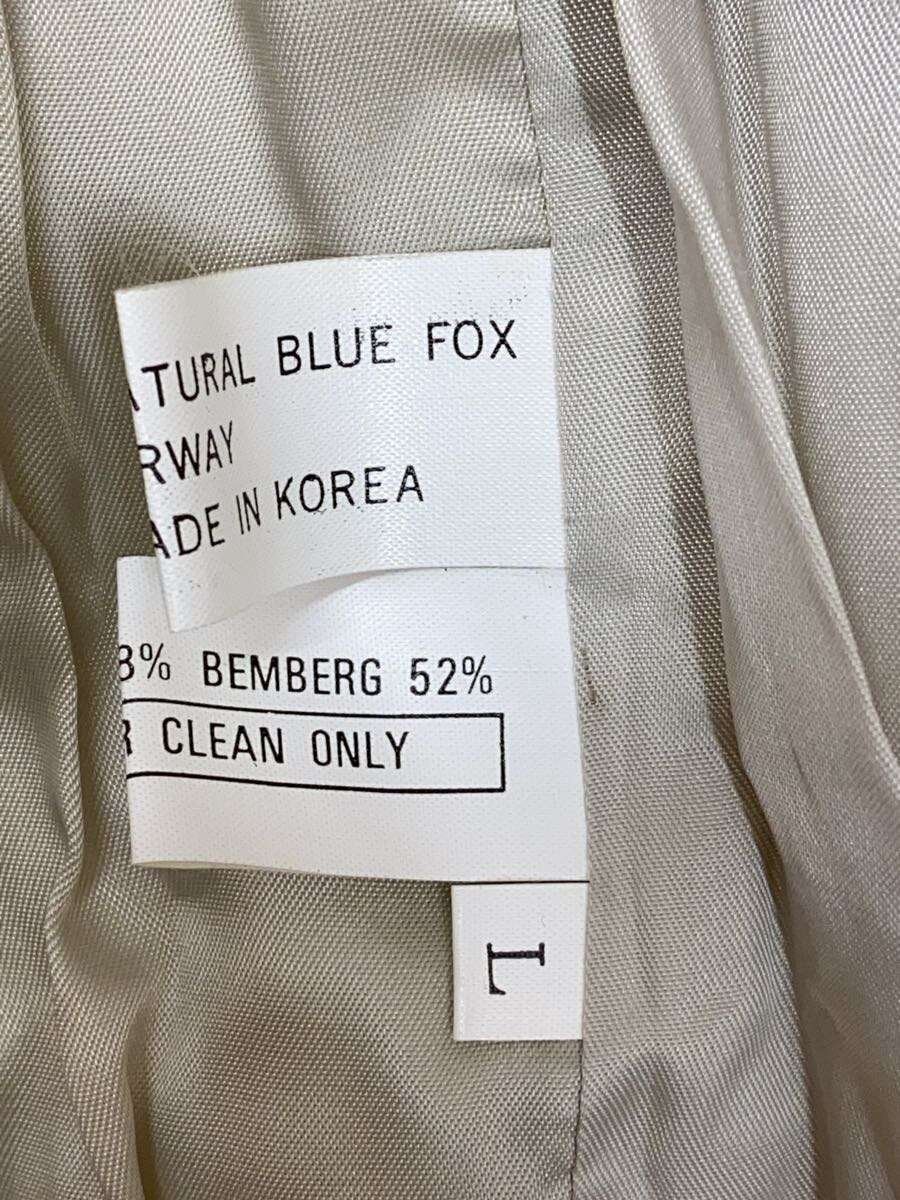 ATURAL BLUE FOX
RWAY
ADE IN KOREA
8% BEMBERG 52%
R CLEAN ONLY
L